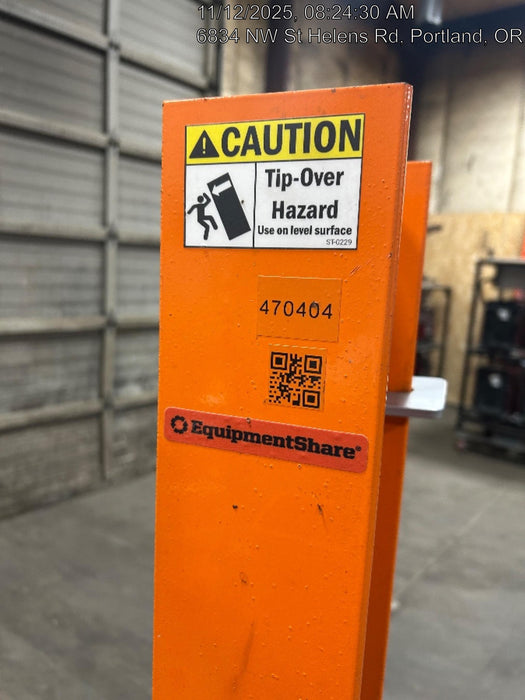 11/12/2025, 08:24:30 AM
6834 NW St Helens Rd, Portland, OR
CAUTION
Tip-Over
Hazard
Use on level surface
ST-0229
470404
EquipmentShare®